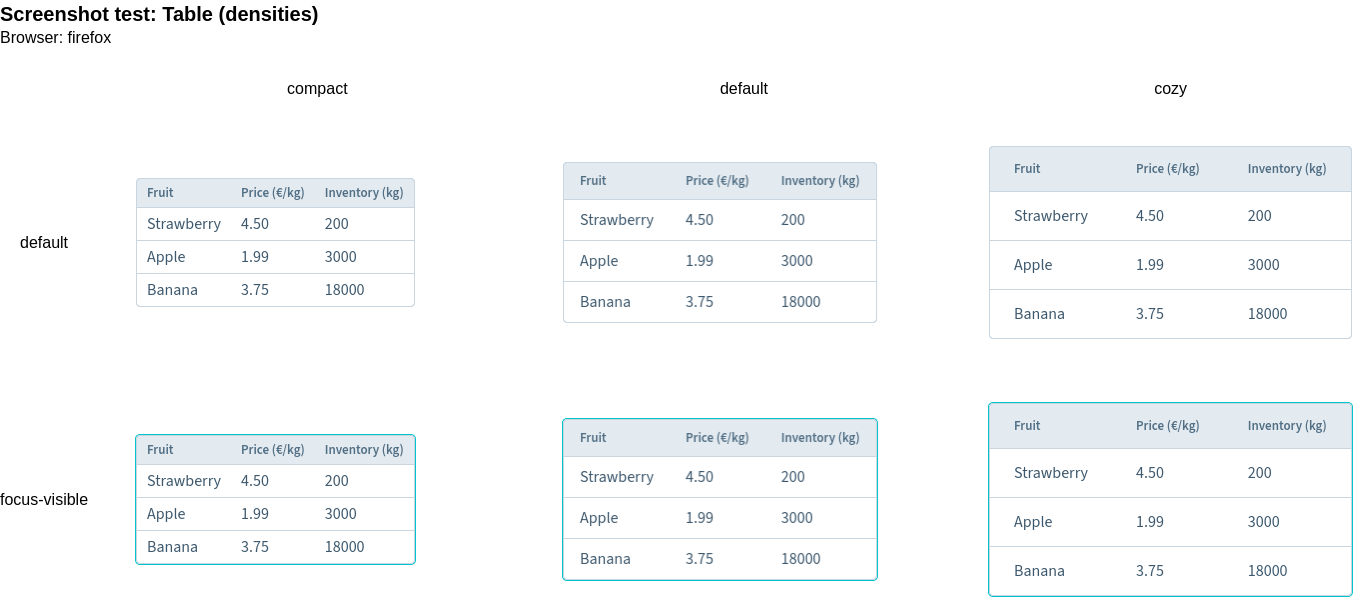 Screenshot test: Table (densities)
Browser: firefox
compact default cozy
default
Fruit Price (€/kg) Inventory (kg)
Strawberry 4.50 200
Apple 1.99 3000
Banana 3.75 18000
Fruit Price (€/kg) Inventory (kg)
Strawberry 4.50 200
Apple 1.99 3000
Banana 3.75 18000
Fruit Price (€/kg) Inventory (kg)
Strawberry 4.50 200
Apple 1.99 3000
Banana 3.75 18000
focus-visible
Fruit Price (€/kg) Inventory (kg)
Strawberry 4.50 200
Apple 1.99 3000
Banana 3.75 18000
Fruit Price (€/kg) Inventory (kg)
Strawberry 4.50 200
Apple 1.99 3000
Banana 3.75 18000
Fruit Price (€/kg) Inventory (kg)
Strawberry 4.50 200
Apple 1.99 3000
Banana 3.75 18000